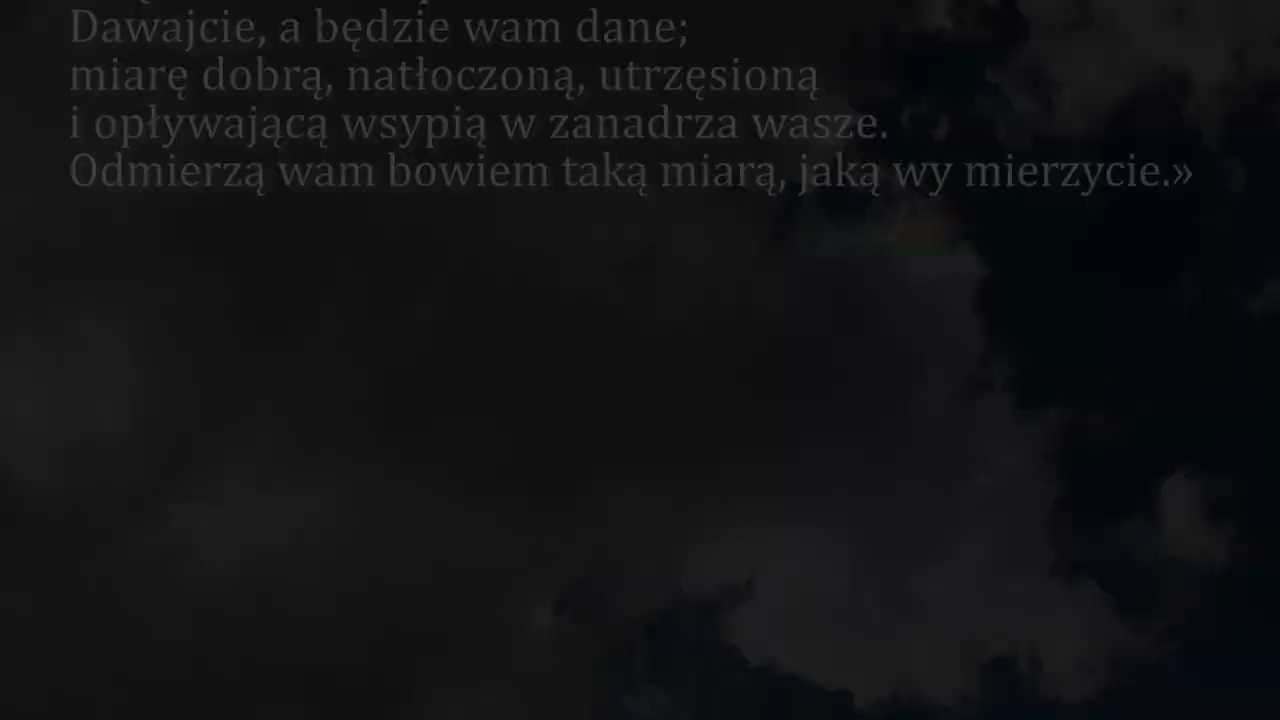 Dawajcie, a będzie wam dane;
miarę dobrą, natłoczoną, utrzęsioną
i opływającą wsypią w zanadrza wasze.
Odmierzą wam bowiem taką miarą, jaką wy mierzycie.»